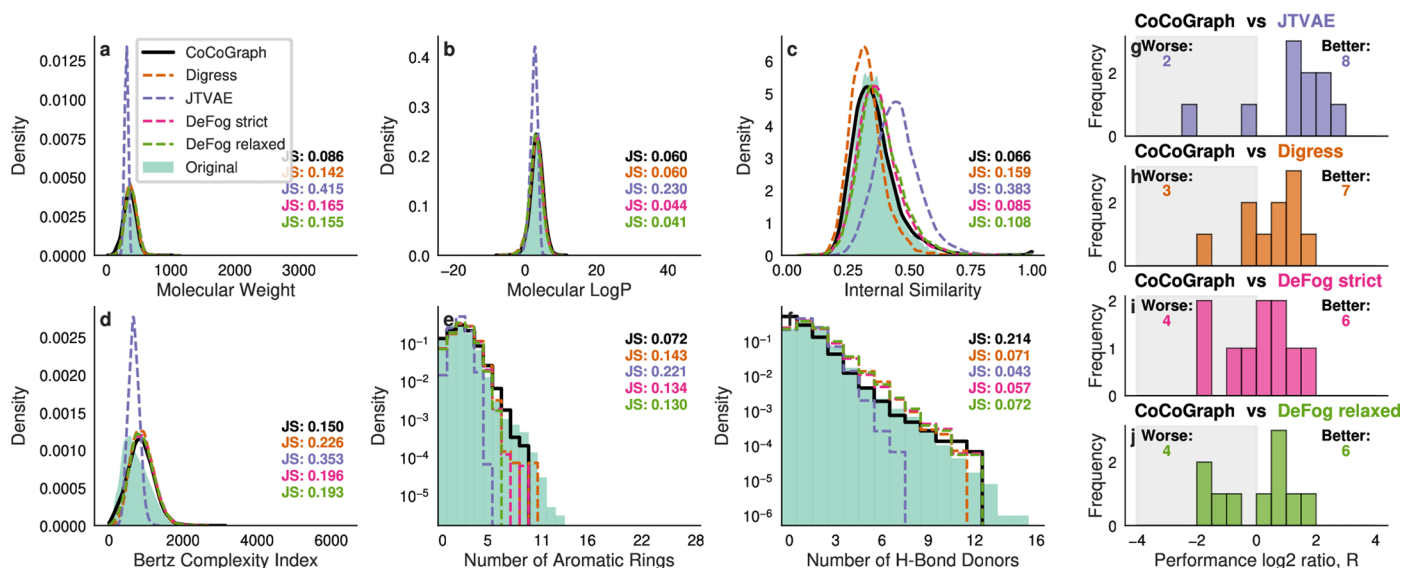 a
CoCoGraph
Digress
JTVAE
DeFog strict
DeFog relaxed
Original
JS: 0.086
JS: 0.142
JS: 0.415
JS: 0.165
JS: 0.155
Density
0.0125
0.0100
0.0075
0.0050
0.0025
0.0000
0 1000 2000 3000
Molecular Weight
b
JS: 0.060
JS: 0.060
JS: 0.230
JS: 0.044
JS: 0.041
Density
0.4
0.3
0.2
0.1
0.0
−20 0 20 40
Molecular LogP
c
JS: 0.066
JS: 0.159
JS: 0.383
JS: 0.085
JS: 0.108
Density
6
5
4
3
2
1
0
0.00 0.25 0.50 0.75 1.00
Internal Similarity
d
JS: 0.150
JS: 0.226
JS: 0.353
JS: 0.196
JS: 0.193
Density
0.0025
0.0020
0.0015
0.0010
0.0005
0.0000
0 2000 4000 6000
Bertz Complexity Index
e
JS: 0.072
JS: 0.143
JS: 0.221
JS: 0.134
JS: 0.130
Density
10⁻¹
10⁻²
10⁻³
10⁻⁴
10⁻⁵
0 5 11 16 22 28
Number of Aromatic Rings
f
JS: 0.214
JS: 0.071
JS: 0.043
JS: 0.057
JS: 0.072
Density
10⁻¹
10⁻²
10⁻³
10⁻⁴
10⁻⁵
10⁻⁶
0 3 6 9 12 16
Number of H-Bond Donors
CoCoGraph vs JTVAE
g
Worse: Better:
2 8
Frequency
2
0
CoCoGraph vs Digress
h
Worse: Better:
3 7
Frequency
2
0
CoCoGraph vs DeFog strict
i
Worse: Better:
4 6
Frequency
2
1
0
CoCoGraph vs DeFog relaxed
j
Worse: Better:
4 6
Frequency
2
0
−4 −2 0 2 4
Performance log2 ratio, R